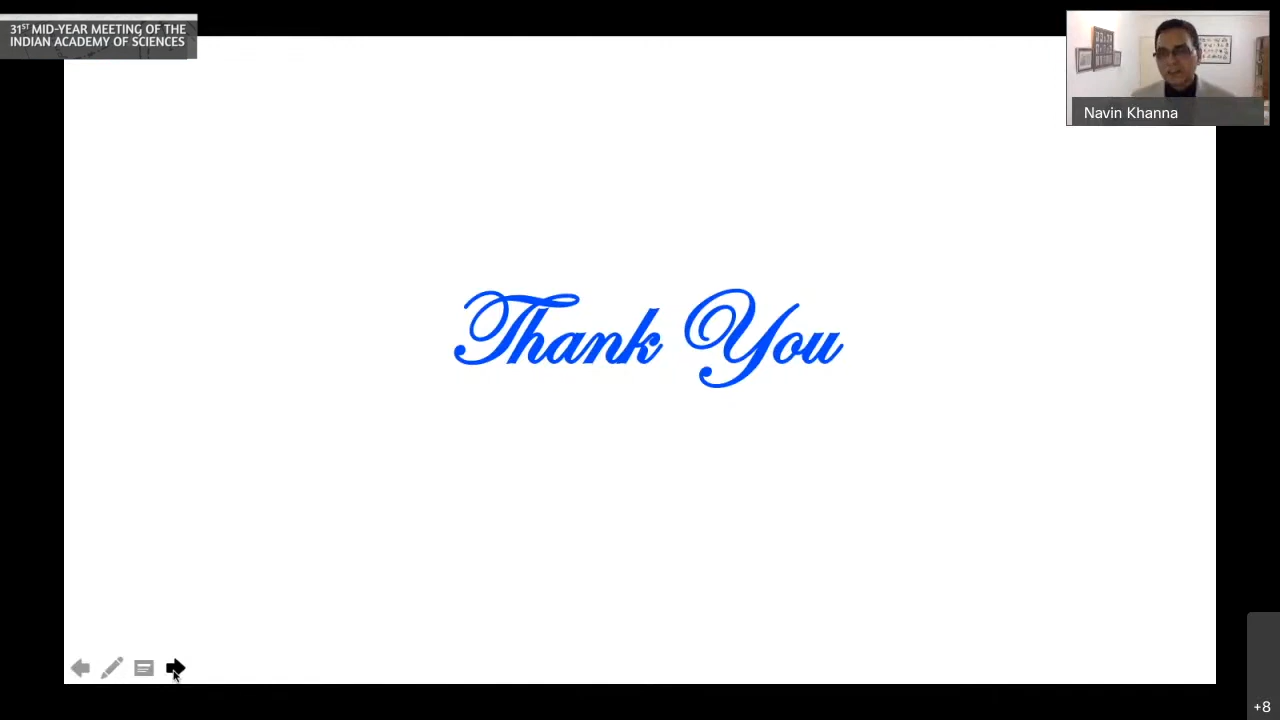 31ST MID-YEAR MEETING OF THE
INDIAN ACADEMY OF SCIENCES
Navin Khanna
Thank You
+8